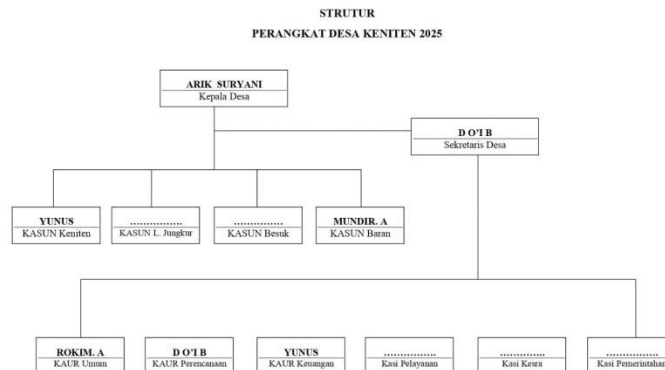 STRUTUR
PERANGKAT DESA KENITEN 2025
ARIK SURYANI
Kepala Desa
D O'I B
Sekretaris Desa
YUNUS
KASUN Keniten
................
KASUN L. Jungkur
...............
KASUN Besuk
MUNDIR. A
KASUN Baran
ROKIM. A
KAUR Umum
D O'I B
KAUR Perencanaan
YUNUS
KAUR Keuangan
................
Kasi Pelayanan
..............
Kasi Kesra
................
Kasi Pemerintahan